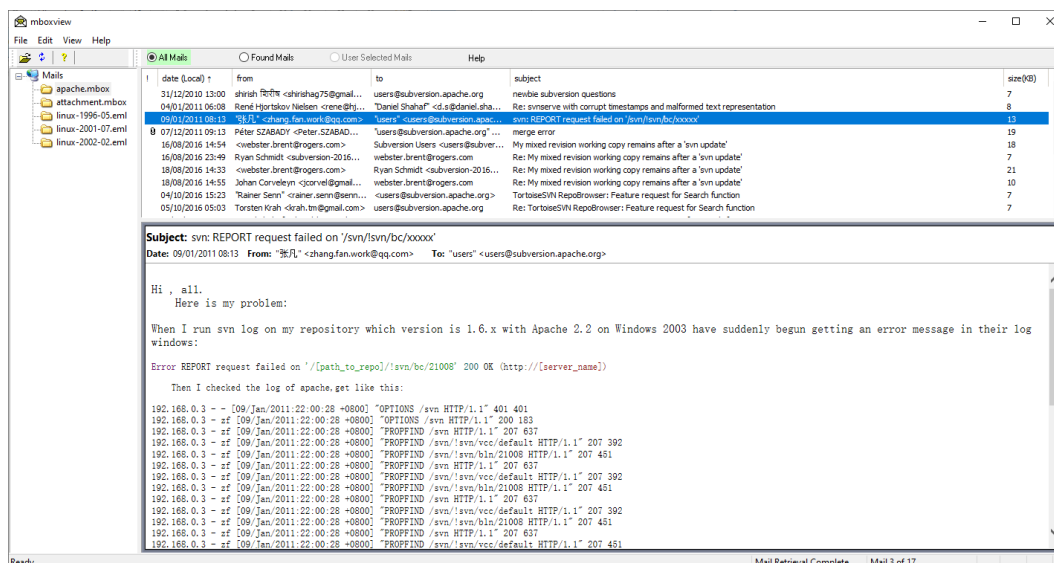 mboxview
File Edit View Help
All Mails Found Mails User Selected Mails Help
Mails
apache.mbox
attachment.mbox
linux-1996-05.eml
linux-2001-07.eml
linux-2002-02.eml
! date (Local) ↑ from to subject size(KB)
31/12/2010 13:00 shirish शिरीष <shirishag75@gmail... users@subversion.apache.org newbie subversion questions 7
04/01/2011 06:08 René Hjortskov Nielsen <rene@hj... "Daniel Shahaf" <d.s@daniel.sha... Re: svnserve with corrupt timestamps and malformed text representation 8
09/01/2011 08:13 "张凡" <zhang.fan.work@qq.com> "users" <users@subversion.apac... svn: REPORT request failed on '/svn/!svn/bc/xxxxx' 13
07/12/2011 09:13 Péter SZABADY <Peter.SZABAD... "users@subversion.apache.org" ... merge error 19
16/08/2016 14:54 <webster.brent@rogers.com> Subversion Users <users@subver... My mixed revision working copy remains after a 'svn update' 18
16/08/2016 23:49 Ryan Schmidt <subversion-2016... webster.brent@rogers.com Re: My mixed revision working copy remains after a 'svn update' 7
18/08/2016 14:33 <webster.brent@rogers.com> Ryan Schmidt <subversion-2016... Re: My mixed revision working copy remains after a 'svn update' 21
18/08/2016 14:55 Johan Corveleyn <jcorvel@gmail... webster.brent@rogers.com Re: My mixed revision working copy remains after a 'svn update' 10
04/10/2016 15:23 "Rainer Senn" <rainer.senn@senn... <users@subversion.apache.org> TortoiseSVN RepoBrowser: Feature request for Search function 7
05/10/2016 05:03 Torsten Krah <krah.tm@gmail.com> users@subversion.apache.org Re: TortoiseSVN RepoBrowser: Feature request for Search function 7
Subject: svn: REPORT request failed on '/svn/!svn/bc/xxxxx'
Date: 09/01/2011 08:13 From: "张凡" <zhang.fan.work@qq.com> To: "users" <users@subversion.apache.org>
Hi , all.
Here is my problem:
When I run svn log on my repository which version is 1.6.x with Apache 2.2 on Windows 2003 have suddenly begun getting an error message in their log
windows:
Error REPORT request failed on '/[path_to_repo]/!svn/bc/21008' 200 OK (http://[server_name])
Then I checked the log of apache,get like this:
192.168.0.3 - - [09/Jan/2011:22:00:28 +0800] "OPTIONS /svn HTTP/1.1" 401 401
192.168.0.3 - zf [09/Jan/2011:22:00:28 +0800] "OPTIONS /svn HTTP/1.1" 200 183
192.168.0.3 - zf [09/Jan/2011:22:00:28 +0800] "PROPFIND /svn HTTP/1.1" 207 637
192.168.0.3 - zf [09/Jan/2011:22:00:28 +0800] "PROPFIND /svn/!svn/vcc/default HTTP/1.1" 207 392
192.168.0.3 - zf [09/Jan/2011:22:00:28 +0800] "PROPFIND /svn/!svn/bln/21008 HTTP/1.1" 207 451
192.168.0.3 - zf [09/Jan/2011:22:00:28 +0800] "PROPFIND /svn HTTP/1.1" 207 637
192.168.0.3 - zf [09/Jan/2011:22:00:28 +0800] "PROPFIND /svn/!svn/vcc/default HTTP/1.1" 207 392
192.168.0.3 - zf [09/Jan/2011:22:00:28 +0800] "PROPFIND /svn/!svn/bln/21008 HTTP/1.1" 207 451
192.168.0.3 - zf [09/Jan/2011:22:00:28 +0800] "PROPFIND /svn HTTP/1.1" 207 637
192.168.0.3 - zf [09/Jan/2011:22:00:28 +0800] "PROPFIND /svn/!svn/vcc/default HTTP/1.1" 207 392
192.168.0.3 - zf [09/Jan/2011:22:00:28 +0800] "PROPFIND /svn/!svn/bln/21008 HTTP/1.1" 207 451
192.168.0.3 - zf [09/Jan/2011:22:00:28 +0800] "PROPFIND /svn HTTP/1.1" 207 637
192.168.0.3 - zf [09/Jan/2011:22:00:28 +0800] "PROPFIND /svn/!svn/vcc/default HTTP/1.1" 207 451
Ready Mail Retrieval Complete Mail 3 of 17